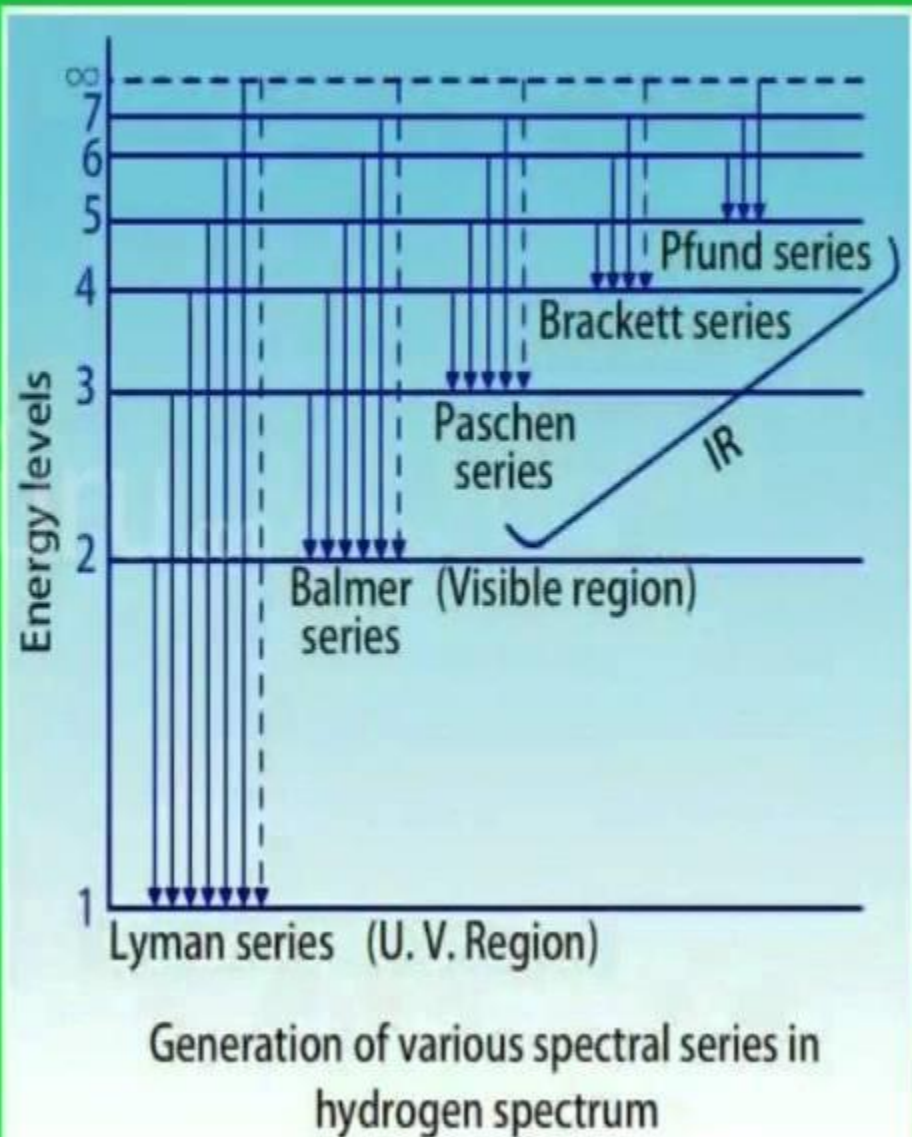 ∞
7
6
5
4
3
2
1
Energy levels
Pfund series
Brackett series
Paschen
series
IR
Balmer (Visible region)
series
Lyman series (U. V. Region)
Generation of various spectral series in
hydrogen spectrum